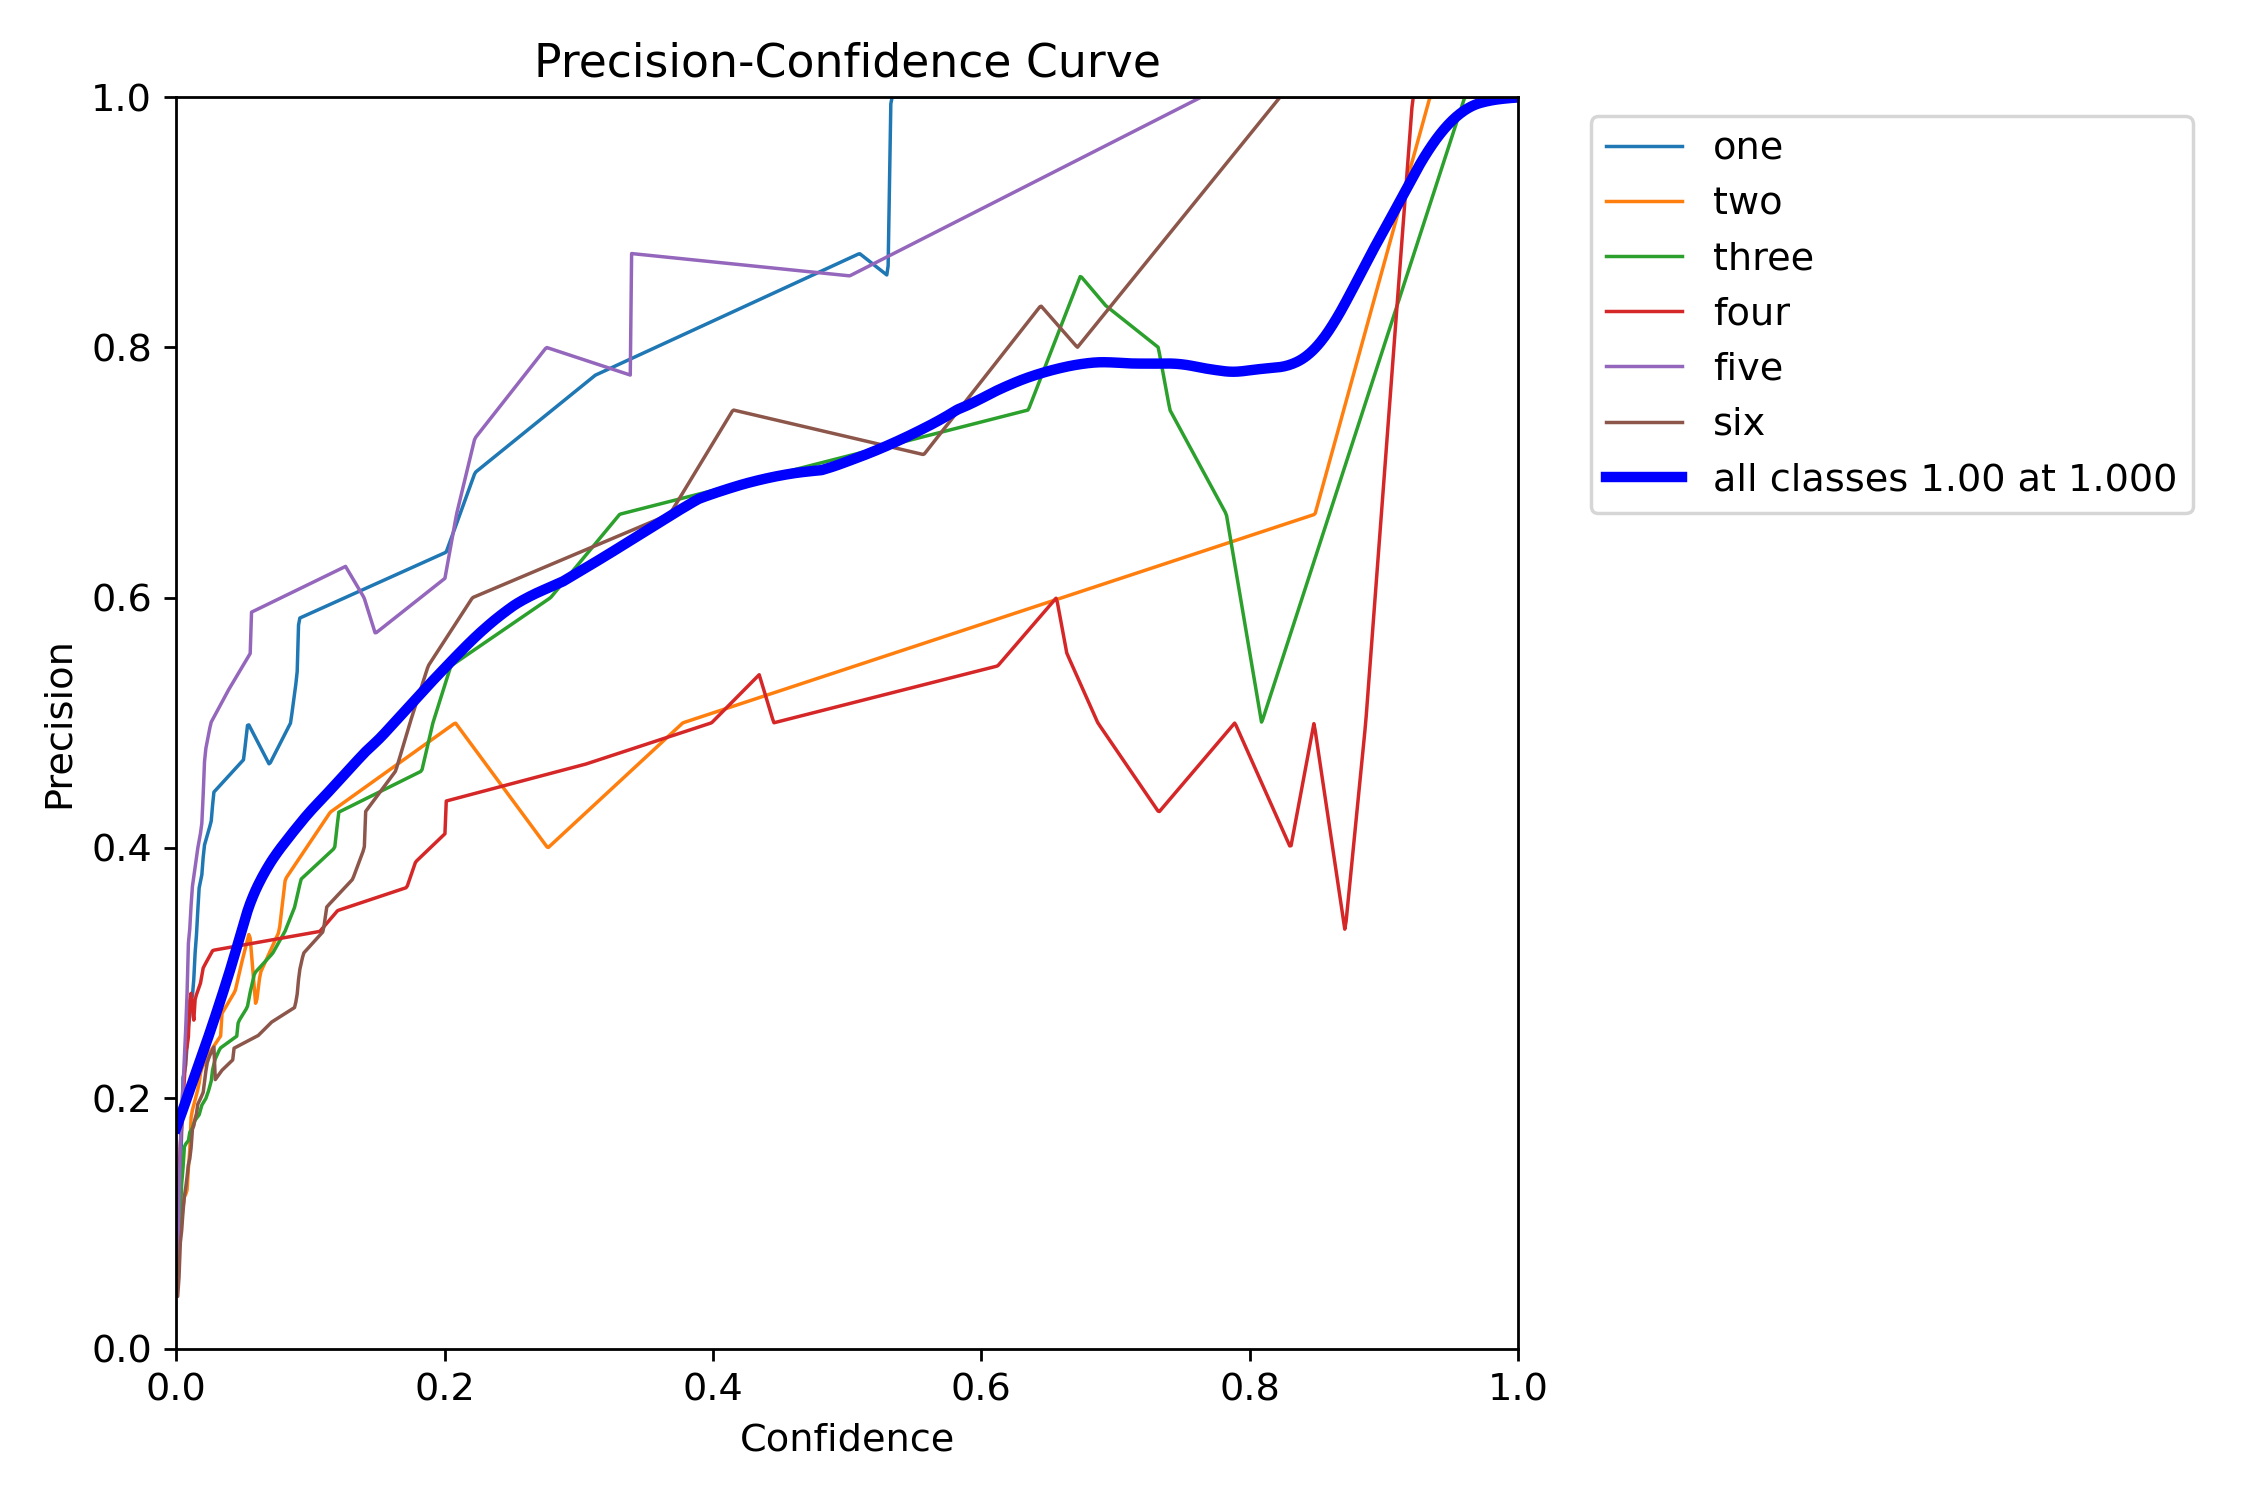 Precision-Confidence Curve
1.0
0.8
0.6
0.4
0.2
0.0
Precision
0.0 0.2 0.4 0.6 0.8 1.0
Confidence
one
two
three
four
five
six
all classes 1.00 at 1.000